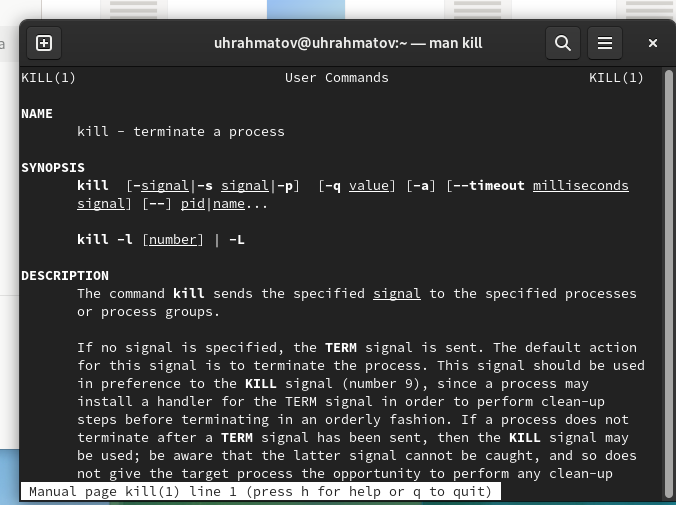 a
uhrahmatov@uhrahmatov:~ — man kill
KILL(1) User Commands KILL(1)
NAME
kill - terminate a process
SYNOPSIS
kill [-signal|-s signal|-p] [-q value] [-a] [--timeout milliseconds
signal] [--] pid|name...
kill -l [number] | -L
DESCRIPTION
The command kill sends the specified signal to the specified processes
or process groups.
If no signal is specified, the TERM signal is sent. The default action
for this signal is to terminate the process. This signal should be used
in preference to the KILL signal (number 9), since a process may
install a handler for the TERM signal in order to perform clean-up
steps before terminating in an orderly fashion. If a process does not
terminate after a TERM signal has been sent, then the KILL signal may
be used; be aware that the latter signal cannot be caught, and so does
not give the target process the opportunity to perform any clean-up
Manual page kill(1) line 1 (press h for help or q to quit)